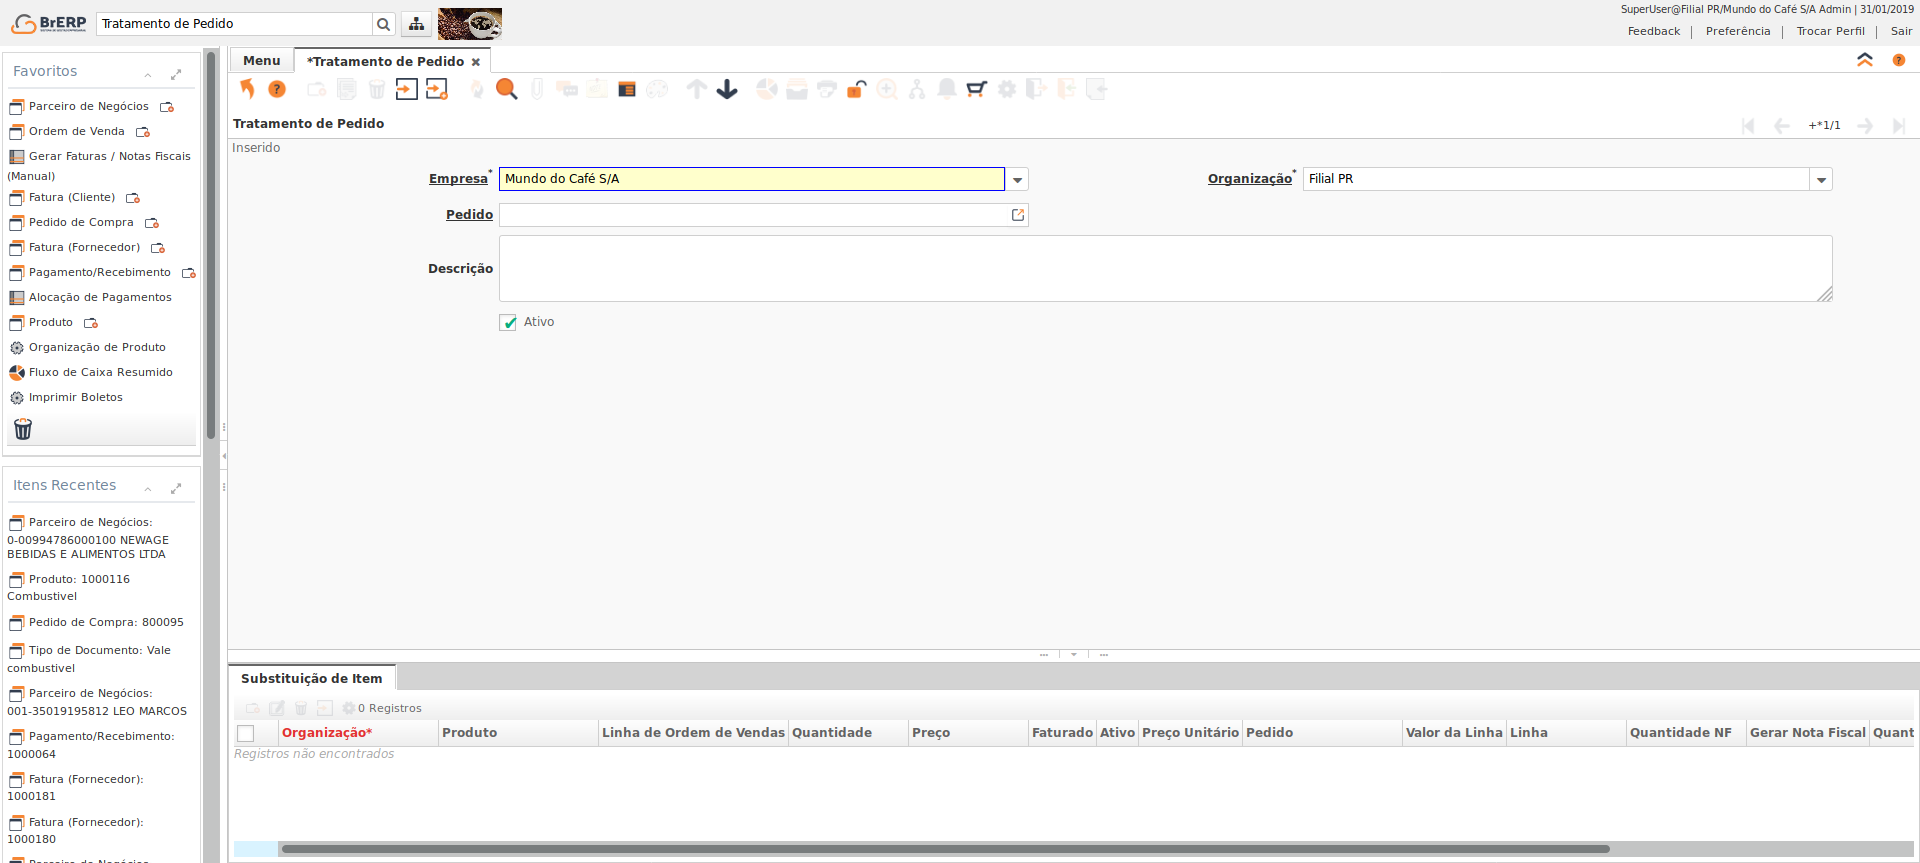 BrERP
Tratamento de Pedido
SuperUser@Filial PR/Mundo do Café S/A Admin | 31/01/2019
Feedback | Preferência | Trocar Perfil | Sair
Favoritos
Parceiro de Negócios
Ordem de Venda
Gerar Faturas / Notas Fiscais
(Manual)
Fatura (Cliente)
Pedido de Compra
Fatura (Fornecedor)
Pagamento/Recebimento
Alocação de Pagamentos
Produto
Organização de Produto
Fluxo de Caixa Resumido
Imprimir Boletos
Itens Recentes
Parceiro de Negócios:
0-00994786000100 NEWAGE
BEBIDAS E ALIMENTOS LTDA
Produto: 1000116
Combustivel
Pedido de Compra: 800095
Tipo de Documento: Vale
combustivel
Parceiro de Negócios:
001-35019195812 LEO MARCOS
Pagamento/Recebimento:
1000064
Fatura (Fornecedor):
1000181
Fatura (Fornecedor):
1000180
Parceiro de Negócios
Menu
*Tratamento de Pedido
Tratamento de Pedido
+*1/1
Inserido
Empresa* Mundo do Café S/A
Organização* Filial PR
Pedido
Descrição
Ativo
Substituição de Item
0 Registros
Organização* Produto Linha de Ordem de Vendas Quantidade Preço Faturado Ativo Preço Unitário Pedido Valor da Linha Linha Quantidade NF Gerar Nota Fiscal Quant
Registros não encontrados